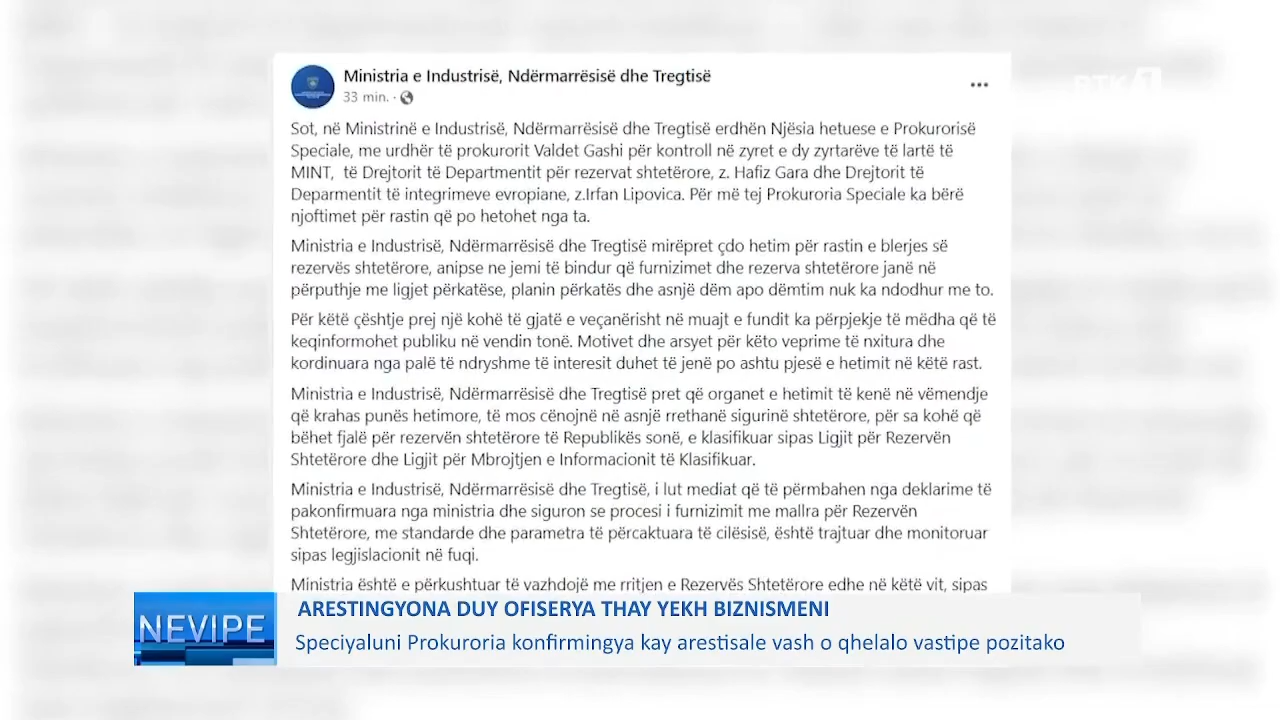 Ministria e Industrisë, Ndërmarrësisë dhe Tregtisë
33 min. ·
RTK 1
Sot, në Ministrinë e Industrisë, Ndërmarrësisë dhe Tregtisë erdhën Njësia hetuese e Prokurorisë
Speciale, me urdhër të prokurorit Valdet Gashi për kontroll në zyret e dy zyrtarëve të lartë të
MINT, të Drejtorit të Departmentit për rezervat shtetërore, z. Hafiz Gara dhe Drejtorit të
Deparmentit të integrimeve evropiane, z.Irfan Lipovica. Për më tej Prokuroria Speciale ka bërë
njoftimet për rastin që po hetohet nga ta.
Ministria e Industrisë, Ndërmarrësisë dhe Tregtisë mirëpret çdo hetim për rastin e blerjes së
rezervës shtetërore, anipse ne jemi të bindur që furnizimet dhe rezerva shtetërore janë në
përputhje me ligjet përkatëse, planin përkatës dhe asnjë dëm apo dëmtim nuk ka ndodhur me to.
Për këtë çështje prej një kohë të gjatë e veçanërisht në muajt e fundit ka përpjekje të mëdha që të
keqinformohet publiku në vendin tonë. Motivet dhe arsyet për këto veprime të nxitura dhe
kordinuara nga palë të ndryshme të interesit duhet të jenë po ashtu pjesë e hetimit në këtë rast.
Ministria e Industrisë, Ndërmarrësisë dhe Tregtisë pret që organet e hetimit të kenë në vëmendje
që krahas punës hetimore, të mos cënojnë në asnjë rrethanë sigurinë shtetërore, për sa kohë që
bëhet fjalë për rezervën shtetërore të Republikës sonë, e klasifikuar sipas Ligjit për Rezervën
Shtetërore dhe Ligjit për Mbrojtjen e Informacionit të Klasifikuar.
Ministria e Industrisë, Ndërmarrësisë dhe Tregtisë, i lut mediat që të përmbahen nga deklarime të
pakonfirmuara nga ministria dhe siguron se procesi i furnizimit me mallra për Rezervën
Shtetërore, me standarde dhe parametra të përcaktuara të cilësisë, është trajtuar dhe monitoruar
sipas legjislacionit në fuqi.
Ministria është e përkushtuar të vazhdojë me rritjen e Rezervës Shtetërore edhe në këtë vit, sipas
NEVIPE
ARESTINGYONA DUY OFISERYA THAY YEKH BIZNISMENI
Speciyaluni Prokuroria konfirmingya kay arestisale vash o qhelalo vastipe pozitako